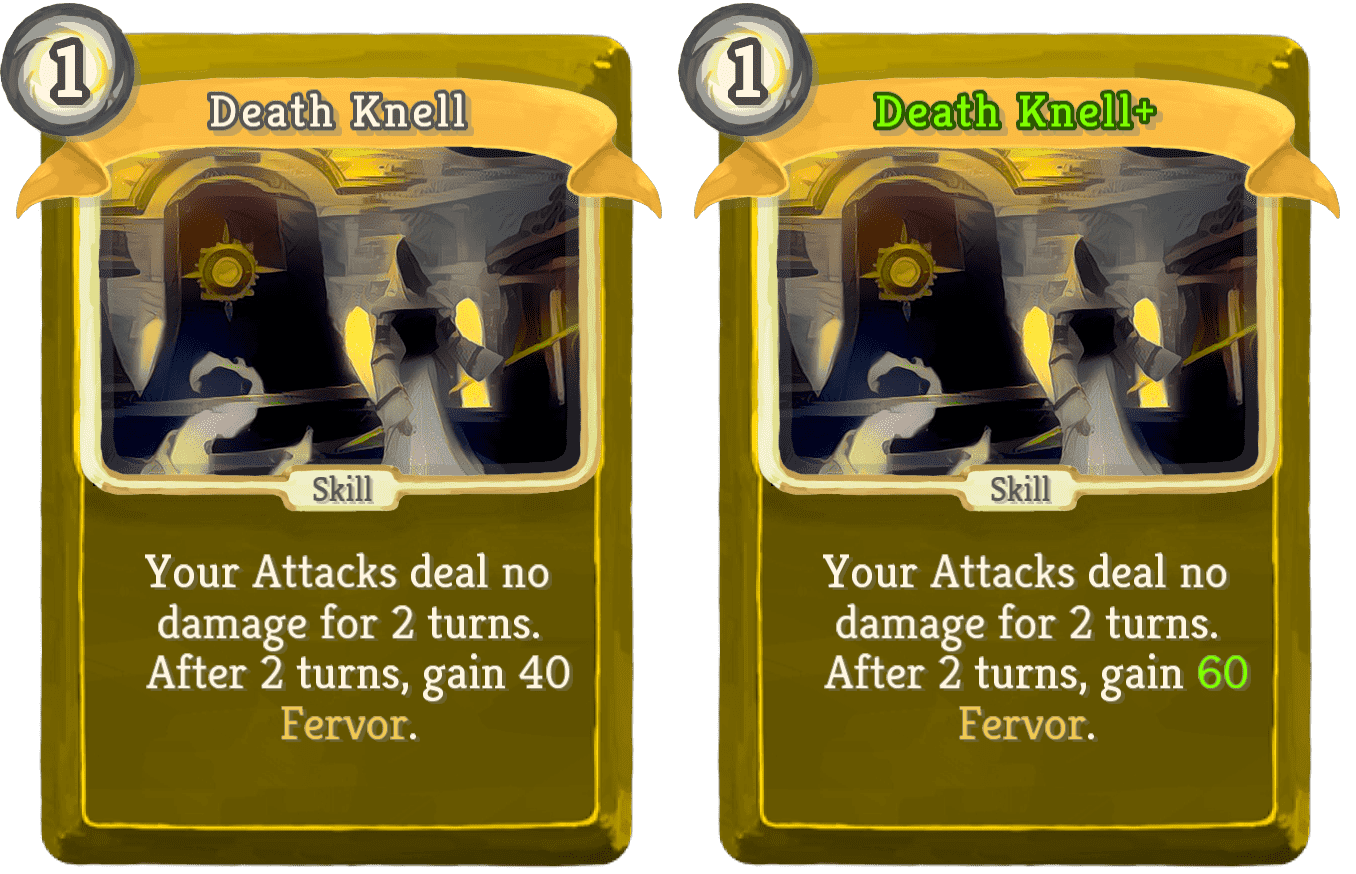 1
Death Knell
Skill
Your Attacks deal no
damage for 2 turns.
After 2 turns, gain 40
Fervor.
1
Death Knell+
Skill
Your Attacks deal no
damage for 2 turns.
After 2 turns, gain 60
Fervor.